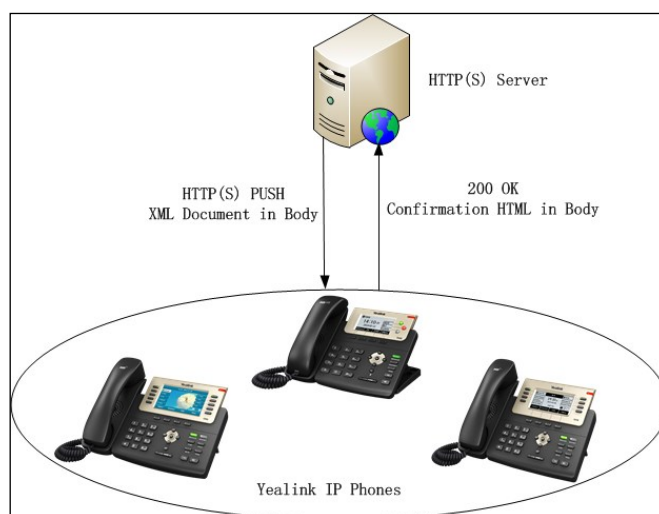 HTTP(S) Server
HTTP(S) PUSH
XML Document in Body
200 OK
Confirmation HTML in Body
Yealink IP Phones